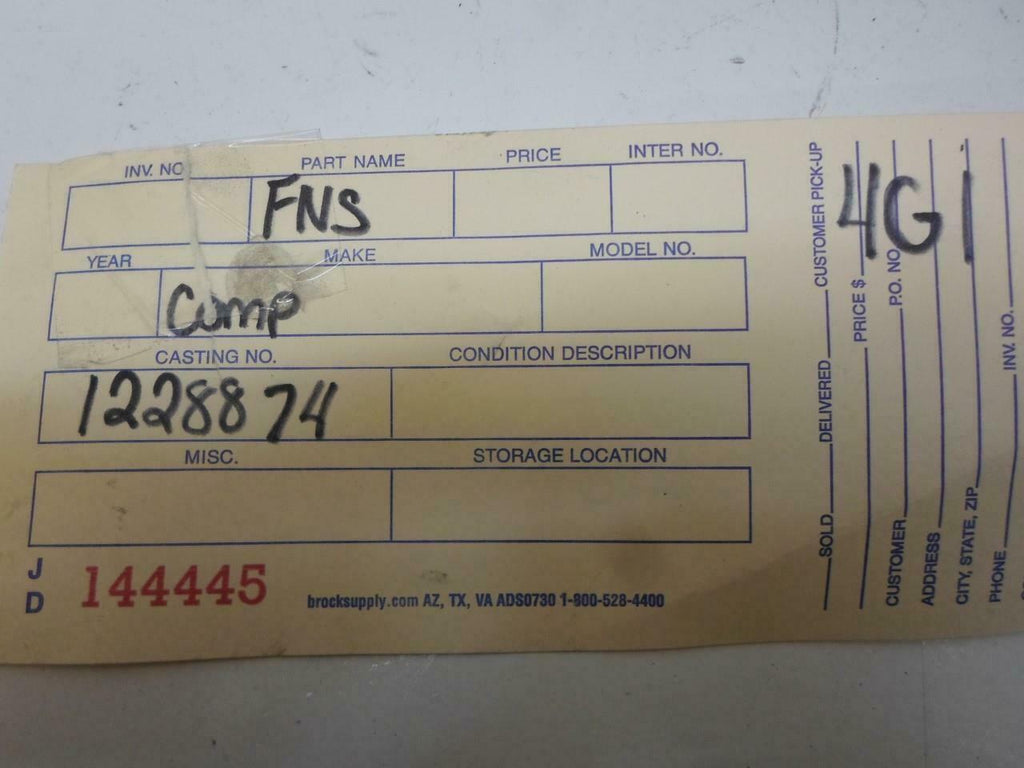 INV. NO PART NAME PRICE INTER NO.
FNS
YEAR MAKE MODEL NO.
Comp
CASTING NO. CONDITION DESCRIPTION
1228874
MISC. STORAGE LOCATION
J D 144445
brocksupply.com AZ, TX, VA ADS0730 1-800-528-4400
4G1
SOLD DELIVERED CUSTOMER PICK-UP
PRICE $
CUSTOMER P.O. NO.
ADDRESS
CITY, STATE, ZIP
PHONE INV. NO.